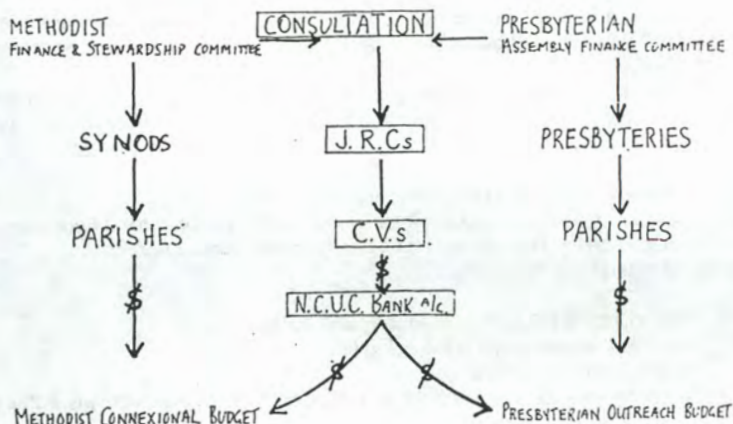 METHODIST
FINANCE & STEWARDSHIP COMMITTEE
CONSULTATION
PRESBYTERIAN
ASSEMBLY FINANCE COMMITTEE
SYNODS
J.R.Cs
PRESBYTERIES
PARISHES
C.V.s.
PARISHES
$
$
$
N.C.U.C. BANK A/C.
$
$
METHODIST CONNEXIONAL BUDGET
PRESBYTERIAN OUTREACH BUDGET